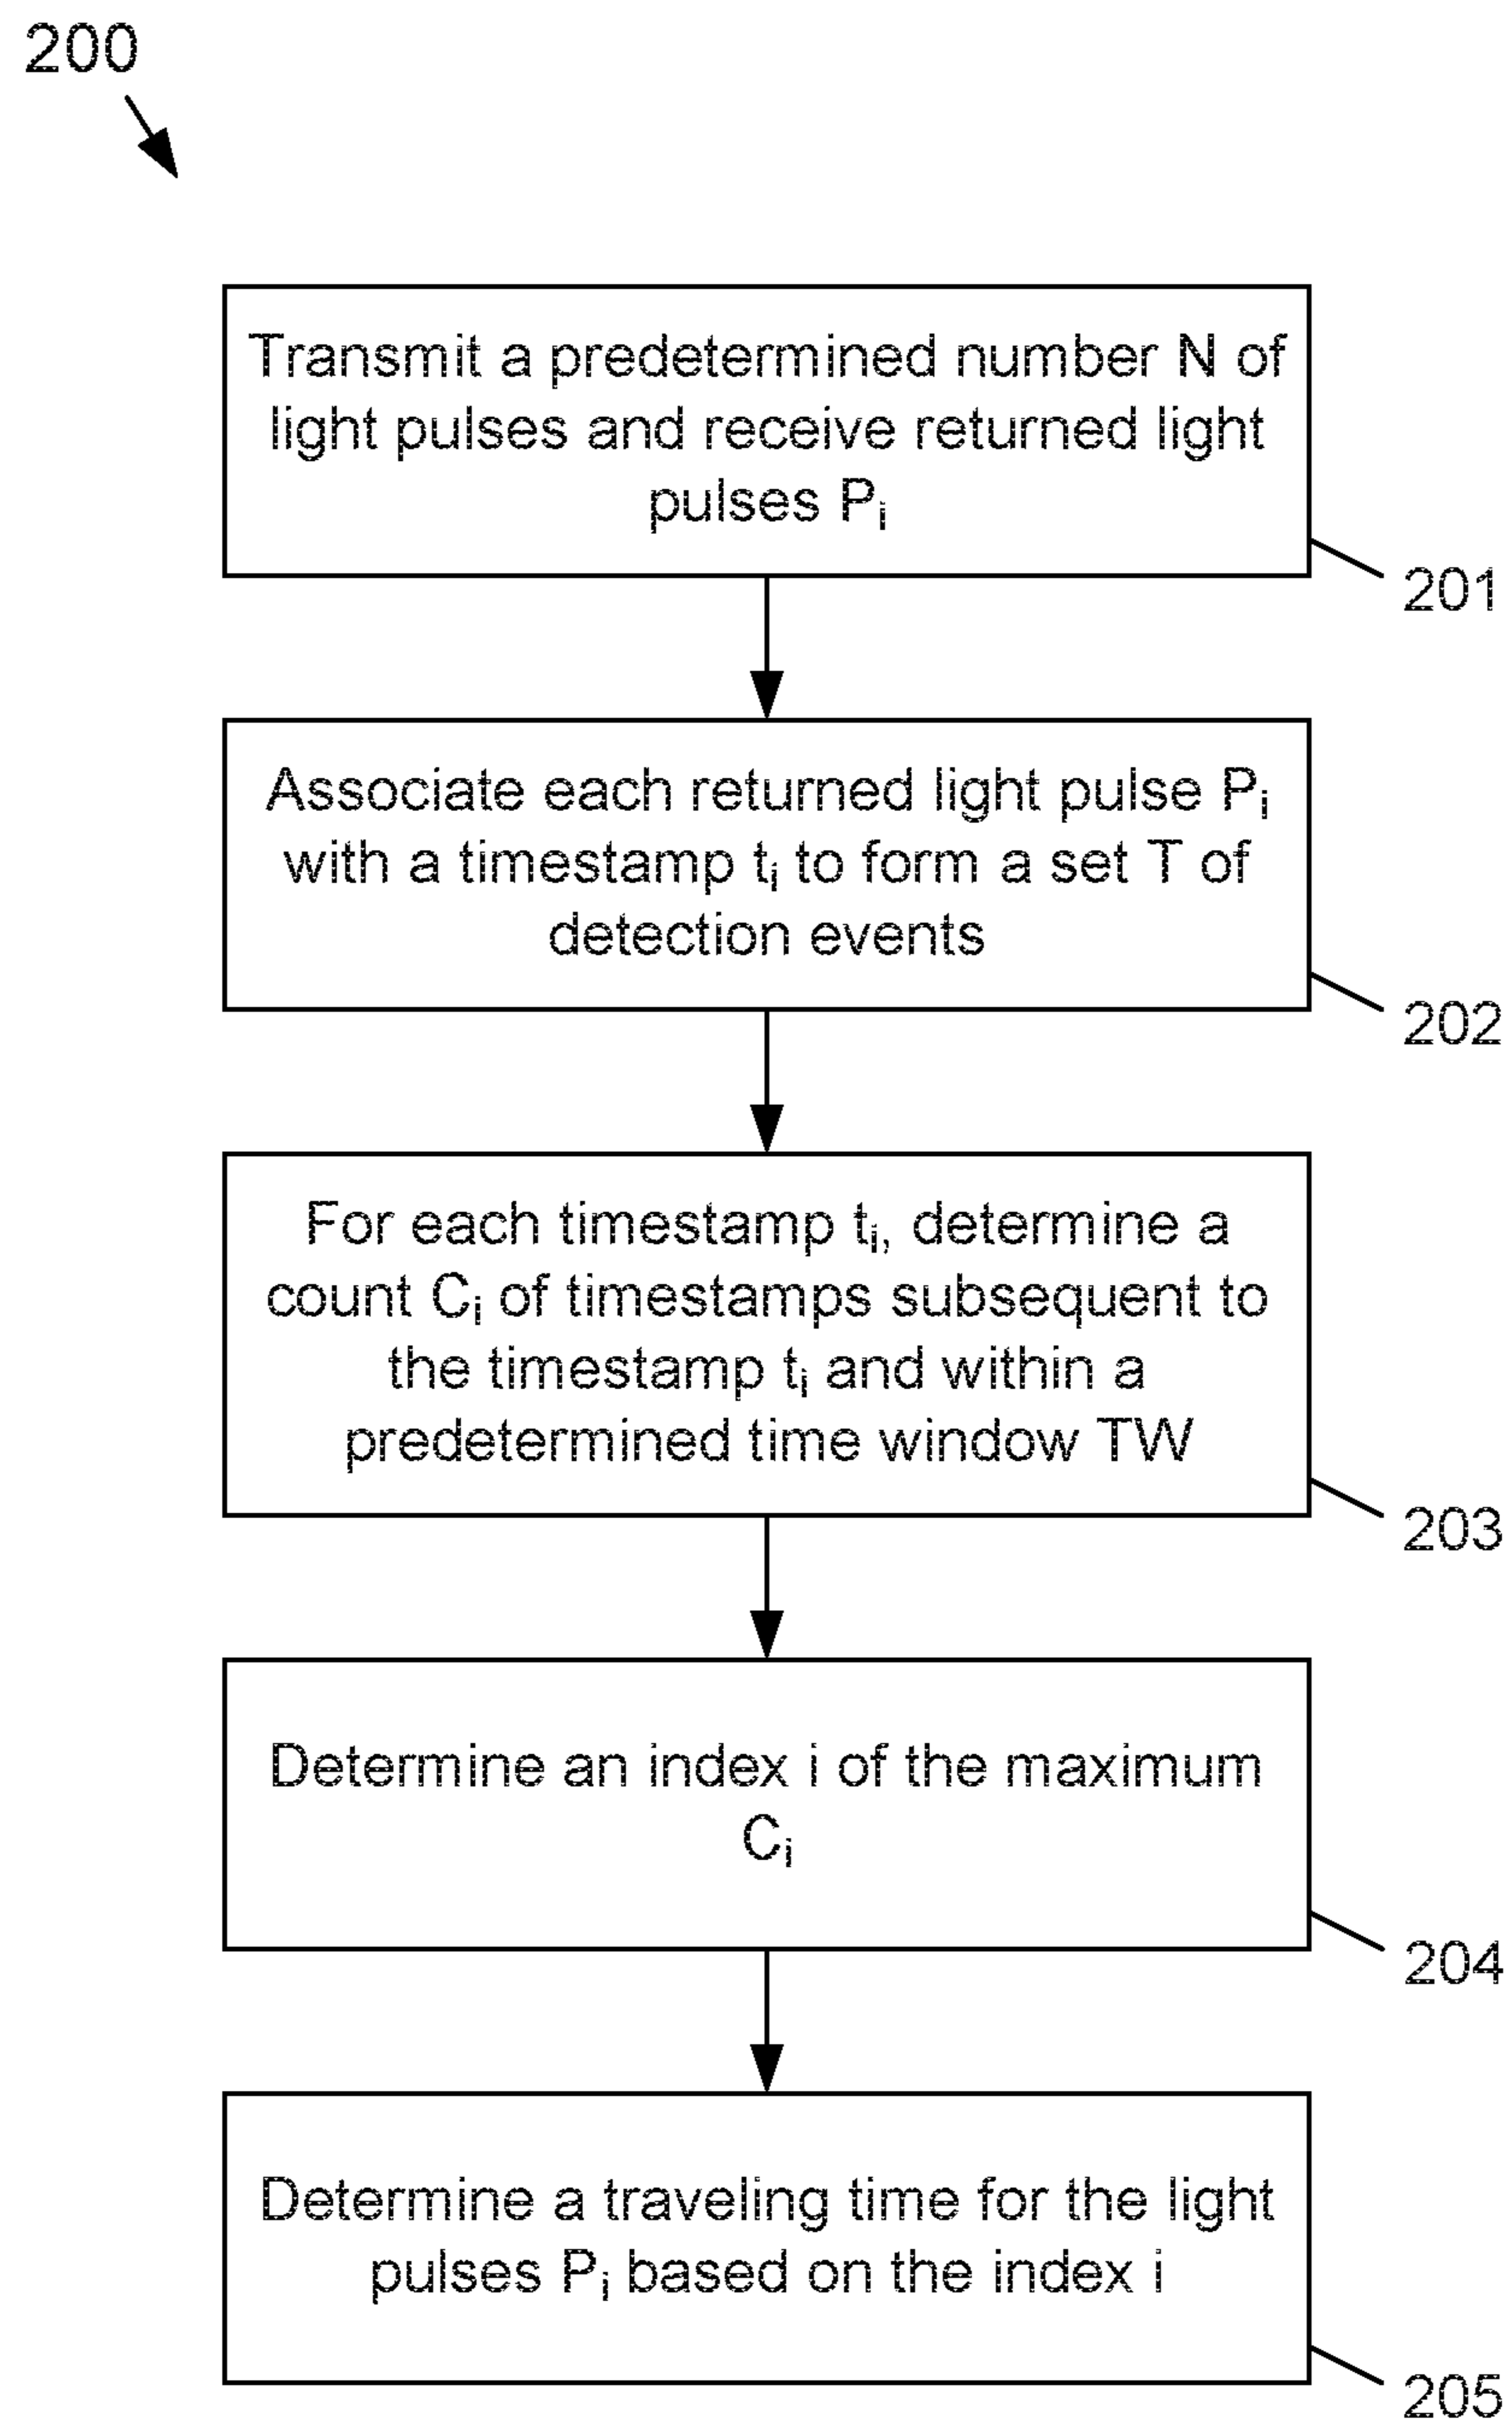 200
Transmit a predetermined number N of
light pulses and receive returned light
pulses Pi
201
Associate each returned light pulse Pi
with a timestamp ti to form a set T of
detection events
202
For each timestamp ti, determine a
count Ci of timestamps subsequent to
the timestamp ti and within a
predetermined time window TW
203
Determine an index i of the maximum
Ci
204
Determine a traveling time for the light
pulses Pi based on the index i
205